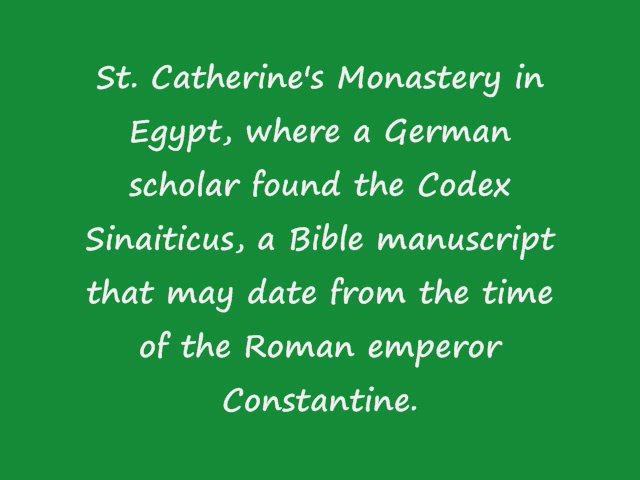 St. Catherine's Monastery in
Egypt, where a German
scholar found the Codex
Sinaiticus, a Bible manuscript
that may date from the time
of the Roman emperor
Constantine.